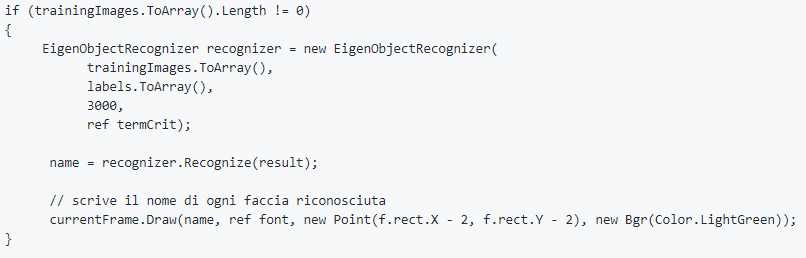 if (trainingImages.ToArray().Length != 0)
{
EigenObjectRecognizer recognizer = new EigenObjectRecognizer(
trainingImages.ToArray(),
labels.ToArray(),
3000,
ref termCrit);
name = recognizer.Recognize(result);
// scrive il nome di ogni faccia riconosciuta
currentFrame.Draw(name, ref font, new Point(f.rect.X - 2, f.rect.Y - 2), new Bgr(Color.LightGreen));
}